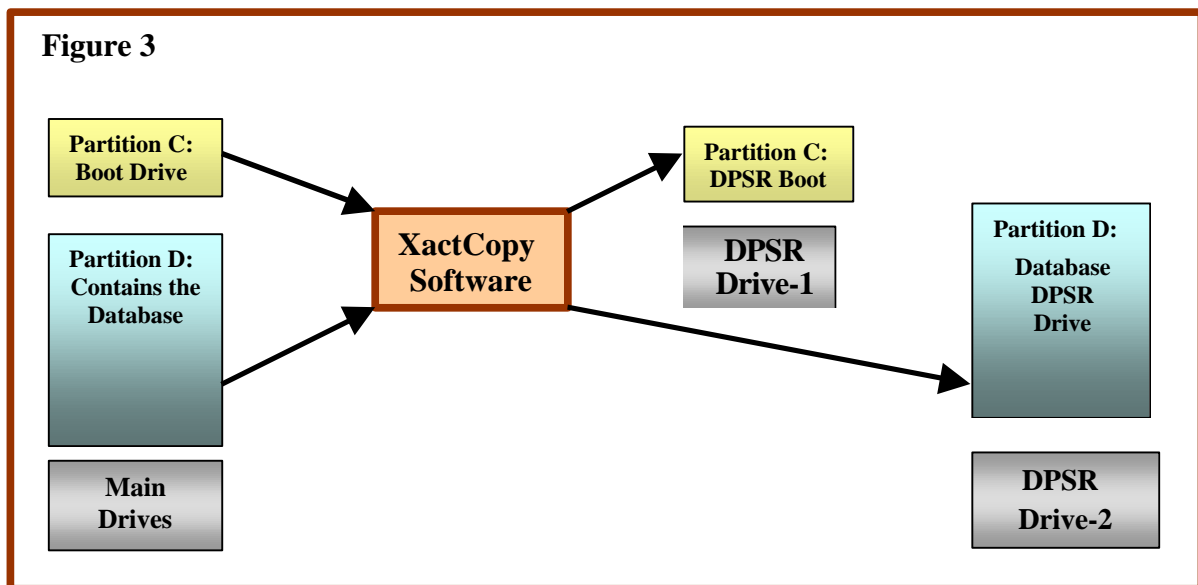 Figure 3
Partition C:
Boot Drive
Partition D:
Contains the
Database
Main
Drives
XactCopy
Software
Partition C:
DPSR Boot
DPSR
Drive-1
Partition D:
Database
DPSR
Drive
DPSR
Drive-2